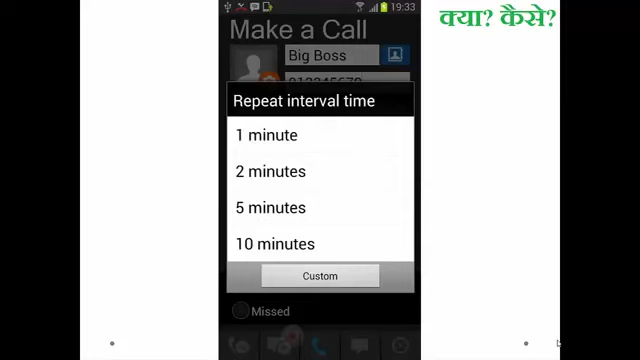 19:33
क्या? कैसे?
Make a Call
Big Boss
012345678
Repeat interval time
1 minute
2 minutes
5 minutes
10 minutes
Custom
Missed